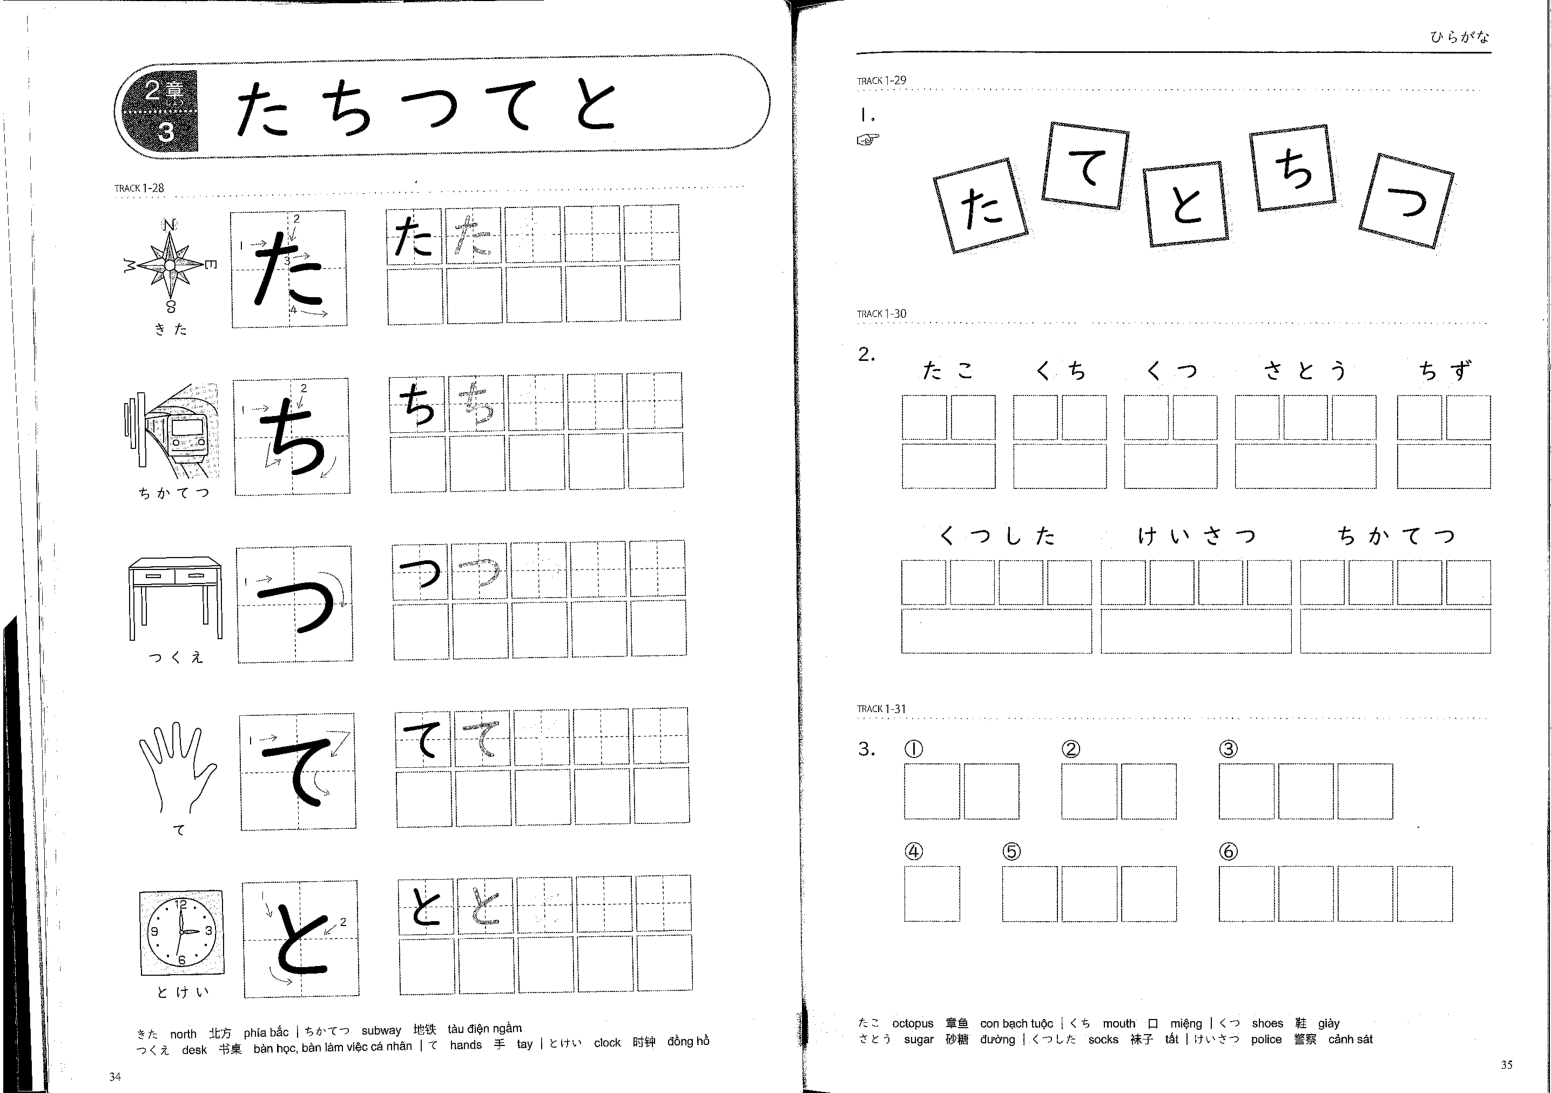 2章
3
たちつてと
TRACK 1-28
N
W
E
S
きた
1
2
3
4
た
た た
ちかてつ
1
2
ち
ち ち
つくえ
1
つ
つ つ
て
1
て
て て
12
3
6
9
とけい
1
2
と
と と
きた north 北方 phía bắc | ちかてつ subway 地铁 tàu điện ngầm
つくえ desk 书桌 bàn học, bàn làm việc cá nhân | て hands 手 tay | とけい clock 时钟 đồng hồ
34
ひらがな
TRACK 1-29
1.
た て と ち つ
TRACK 1-30
2.
たこ くち くつ さとう ちず
くつした けいさつ ちかてつ
TRACK 1-31
3. ① ② ③
④ ⑤ ⑥
たこ octopus 章鱼 con bạch tuộc | くち mouth 口 miệng | くつ shoes 鞋 giày
さとう sugar 砂糖 đường | くつした socks 袜子 tất | けいさつ police 警察 cảnh sát
35